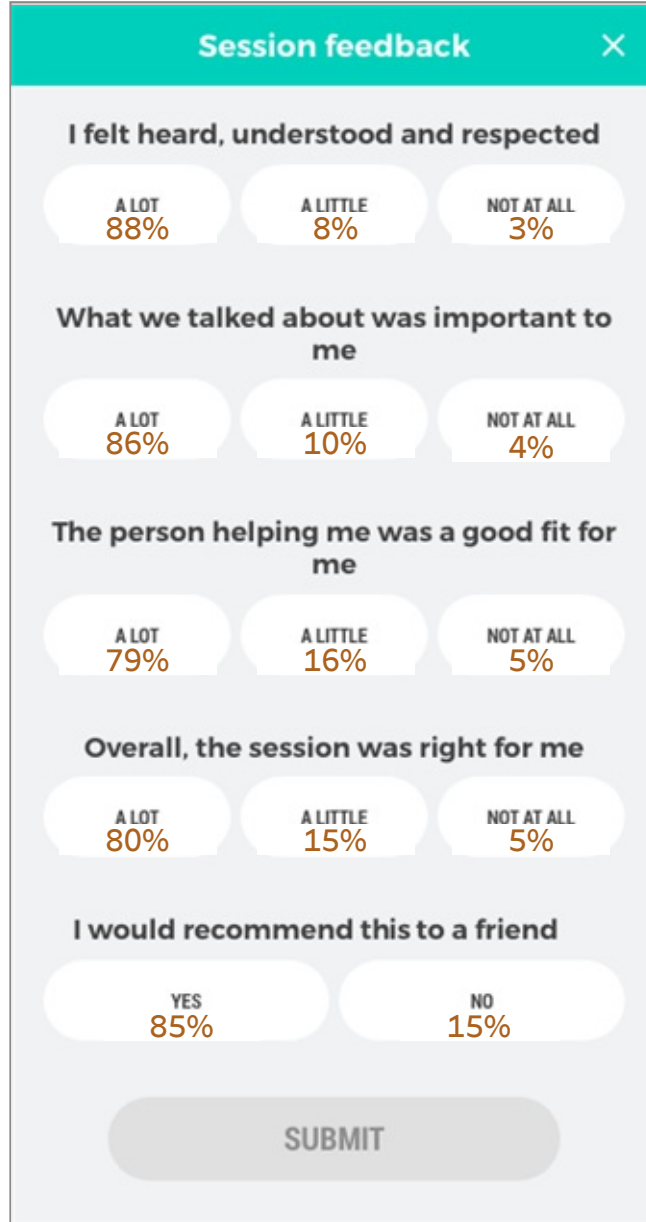 Session feedback ×
I felt heard, understood and respected
A LOT A LITTLE NOT AT ALL
88% 8% 3%
What we talked about was important to
me
A LOT A LITTLE NOT AT ALL
86% 10% 4%
The person helping me was a good fit for
me
A LOT A LITTLE NOT AT ALL
79% 16% 5%
Overall, the session was right for me
A LOT A LITTLE NOT AT ALL
80% 15% 5%
I would recommend this to a friend
YES NO
85% 15%
SUBMIT